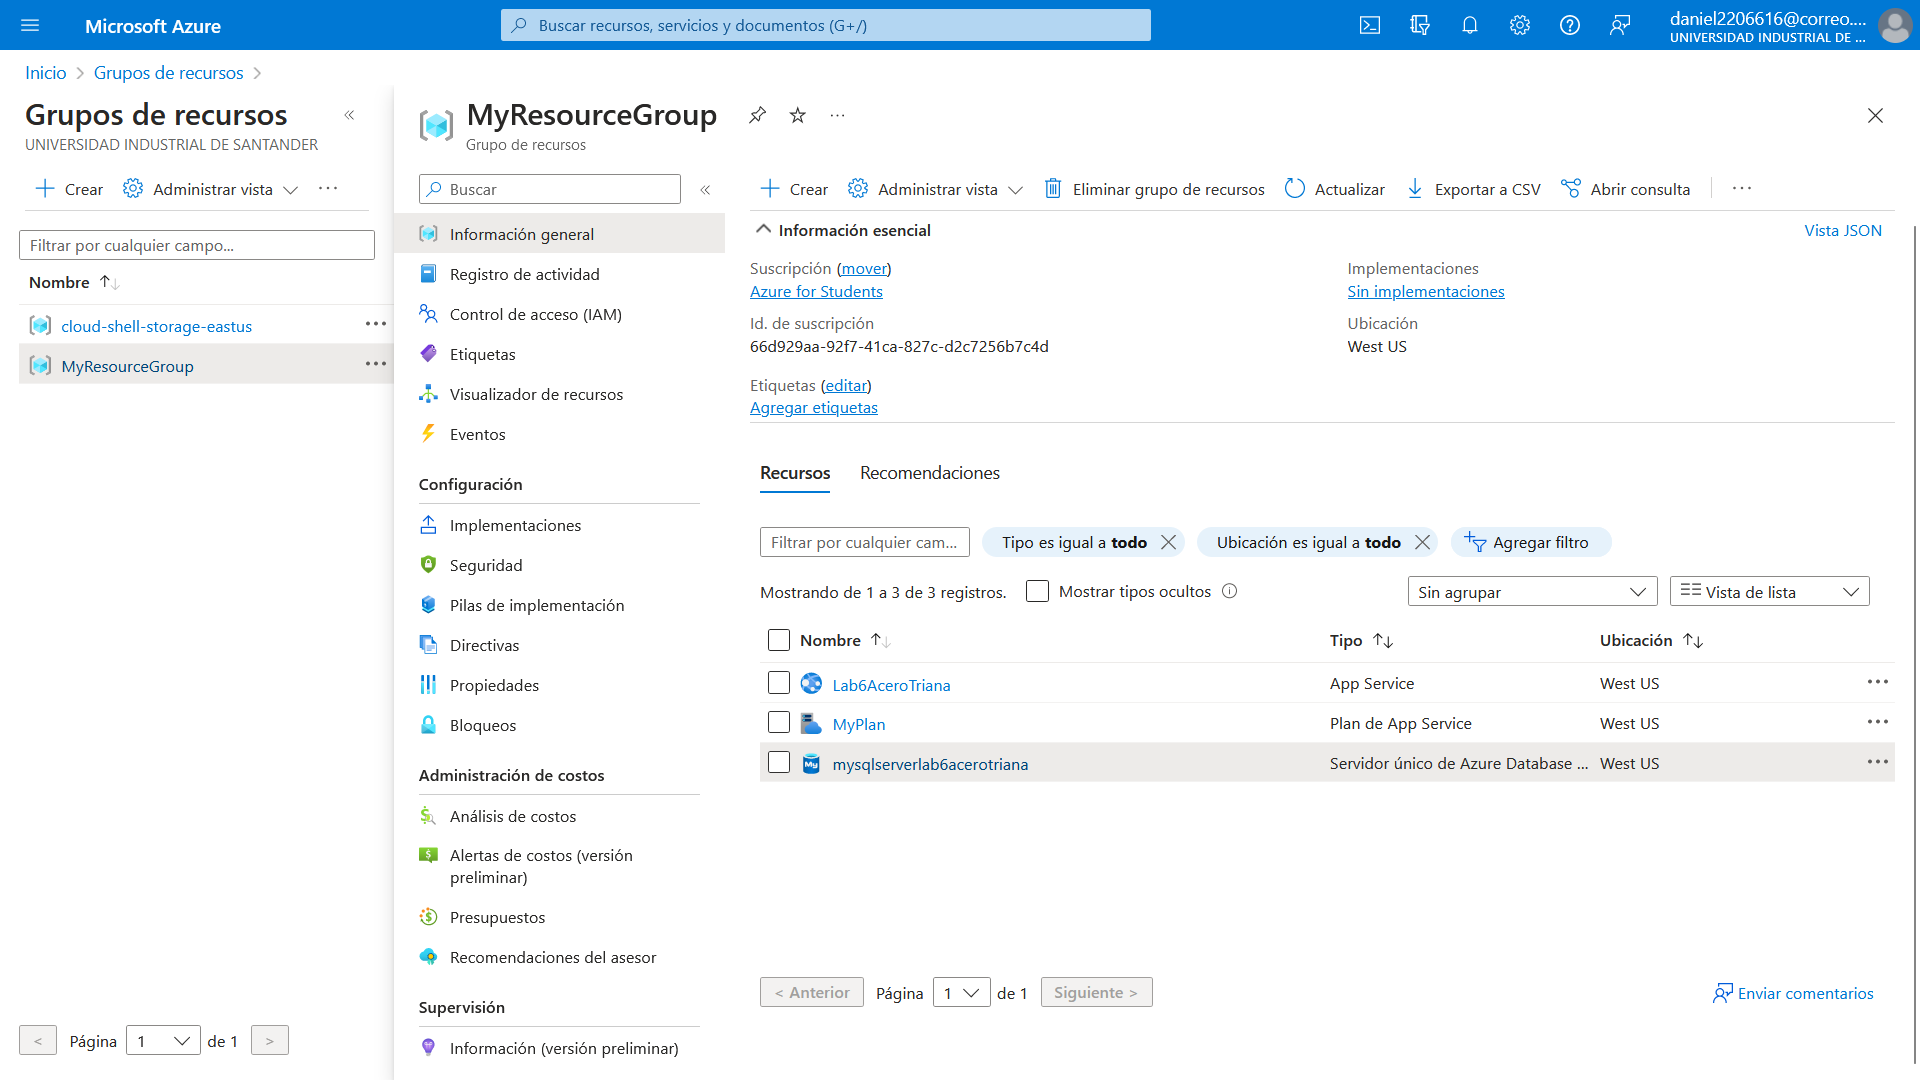 Microsoft Azure
Buscar recursos, servicios y documentos (G+/)
daniel2206616@correo....
UNIVERSIDAD INDUSTRIAL DE ...
Inicio
Grupos de recursos
Grupos de recursos
UNIVERSIDAD INDUSTRIAL DE SANTANDER
Crear
Administrar vista
Filtrar por cualquier campo...
Nombre
cloud-shell-storage-eastus
MyResourceGroup
<
Página
1
de 1
>
MyResourceGroup
Grupo de recursos
Buscar
Información general
Registro de actividad
Control de acceso (IAM)
Etiquetas
Visualizador de recursos
Eventos
Configuración
Implementaciones
Seguridad
Pilas de implementación
Directivas
Propiedades
Bloqueos
Administración de costos
Análisis de costos
Alertas de costos (versión
preliminar)
Presupuestos
Recomendaciones del asesor
Supervisión
Información (versión preliminar)
Crear
Administrar vista
Eliminar grupo de recursos
Actualizar
Exportar a CSV
Abrir consulta
Información esencial
Vista JSON
Suscripción (mover)
Azure for Students
Id. de suscripción
66d929aa-92f7-41ca-827c-d2c7256b7c4d
Etiquetas (editar)
Agregar etiquetas
Implementaciones
Sin implementaciones
Ubicación
West US
Recursos
Recomendaciones
Filtrar por cualquier cam...
Tipo es igual a todo
Ubicación es igual a todo
Agregar filtro
Mostrando de 1 a 3 de 3 registros.
Mostrar tipos ocultos
Sin agrupar
Vista de lista
Nombre Tipo Ubicación
Lab6AceroTriana App Service West US
MyPlan Plan de App Service West US
mysqlserverlab6acerotriana Servidor único de Azure Database ... West US
< Anterior
Página
1
de 1
Siguiente >
Enviar comentarios